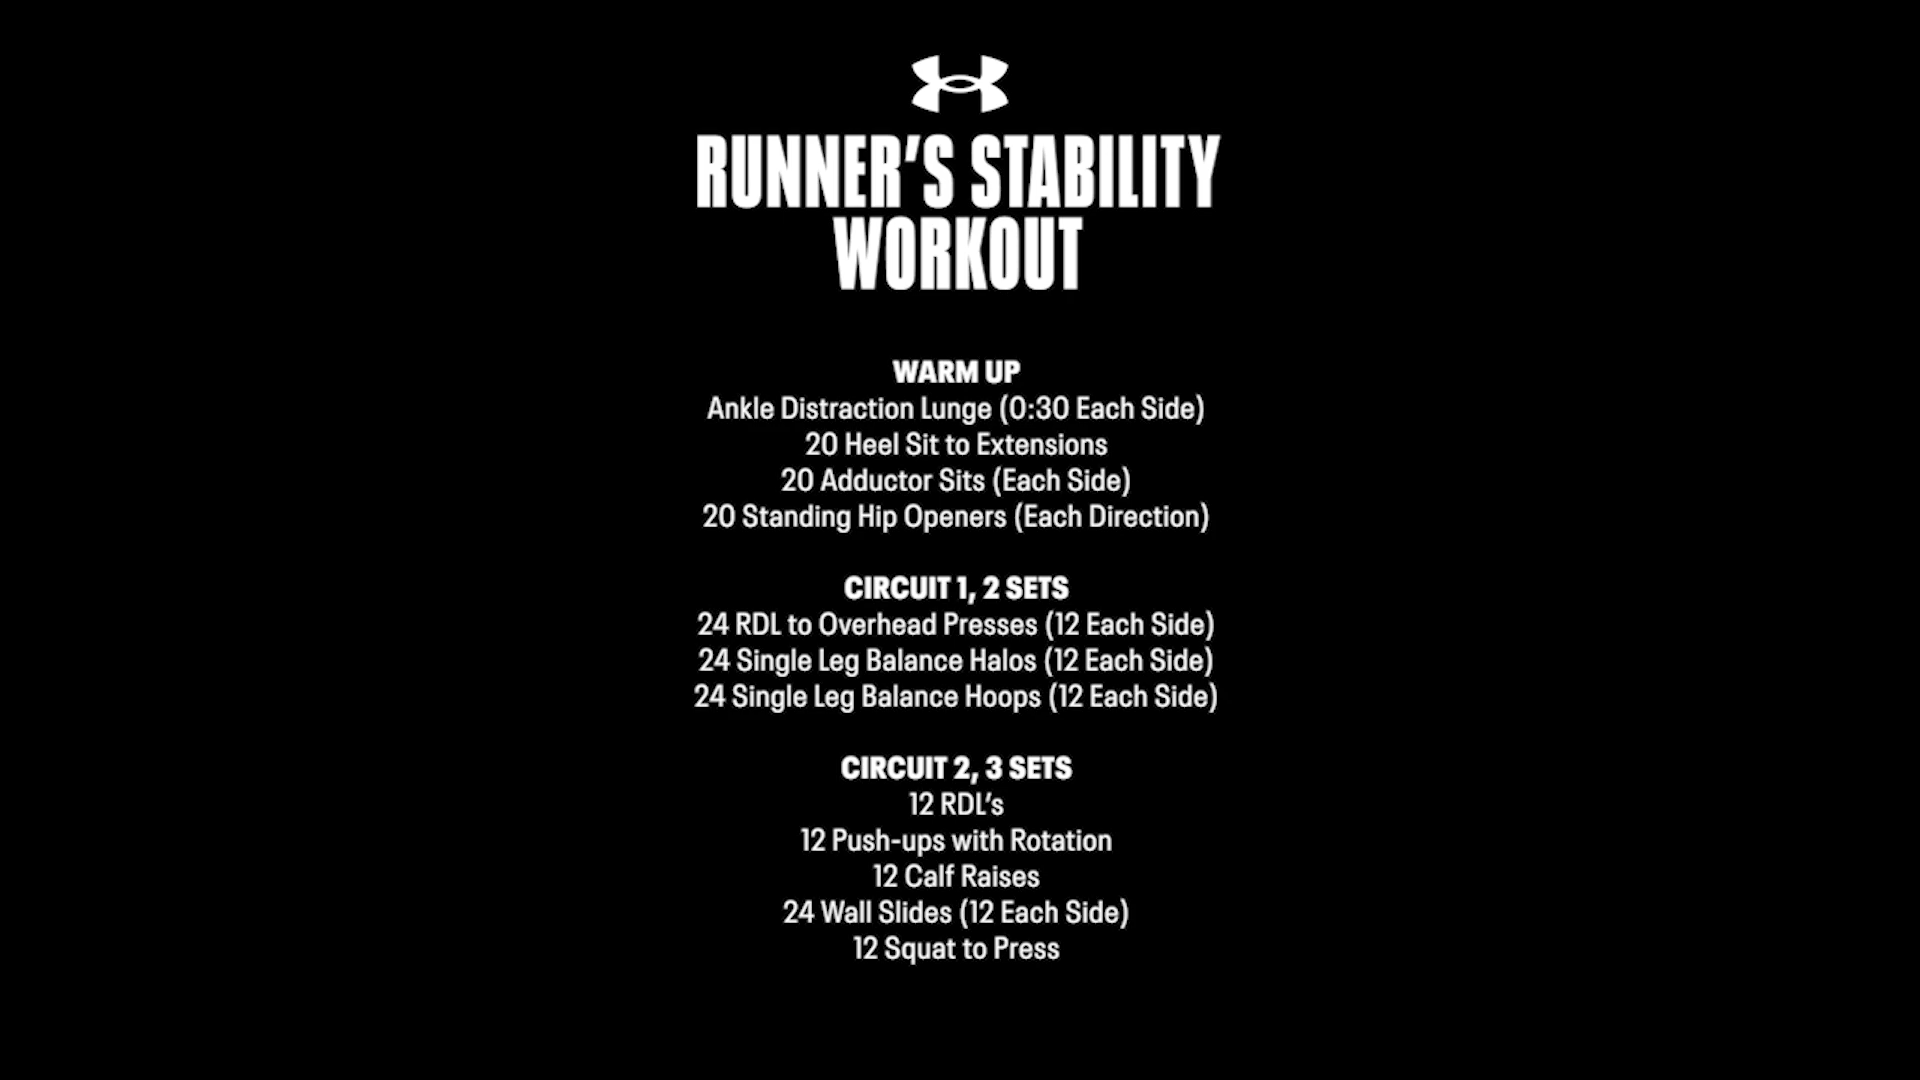 RUNNER’S STABILITY
WORKOUT
WARM UP
Ankle Distraction Lunge (0:30 Each Side)
20 Heel Sit to Extensions
20 Adductor Sits (Each Side)
20 Standing Hip Openers (Each Direction)
CIRCUIT 1, 2 SETS
24 RDL to Overhead Presses (12 Each Side)
24 Single Leg Balance Halos (12 Each Side)
24 Single Leg Balance Hoops (12 Each Side)
CIRCUIT 2, 3 SETS
12 RDL’s
12 Push-ups with Rotation
12 Calf Raises
24 Wall Slides (12 Each Side)
12 Squat to Press